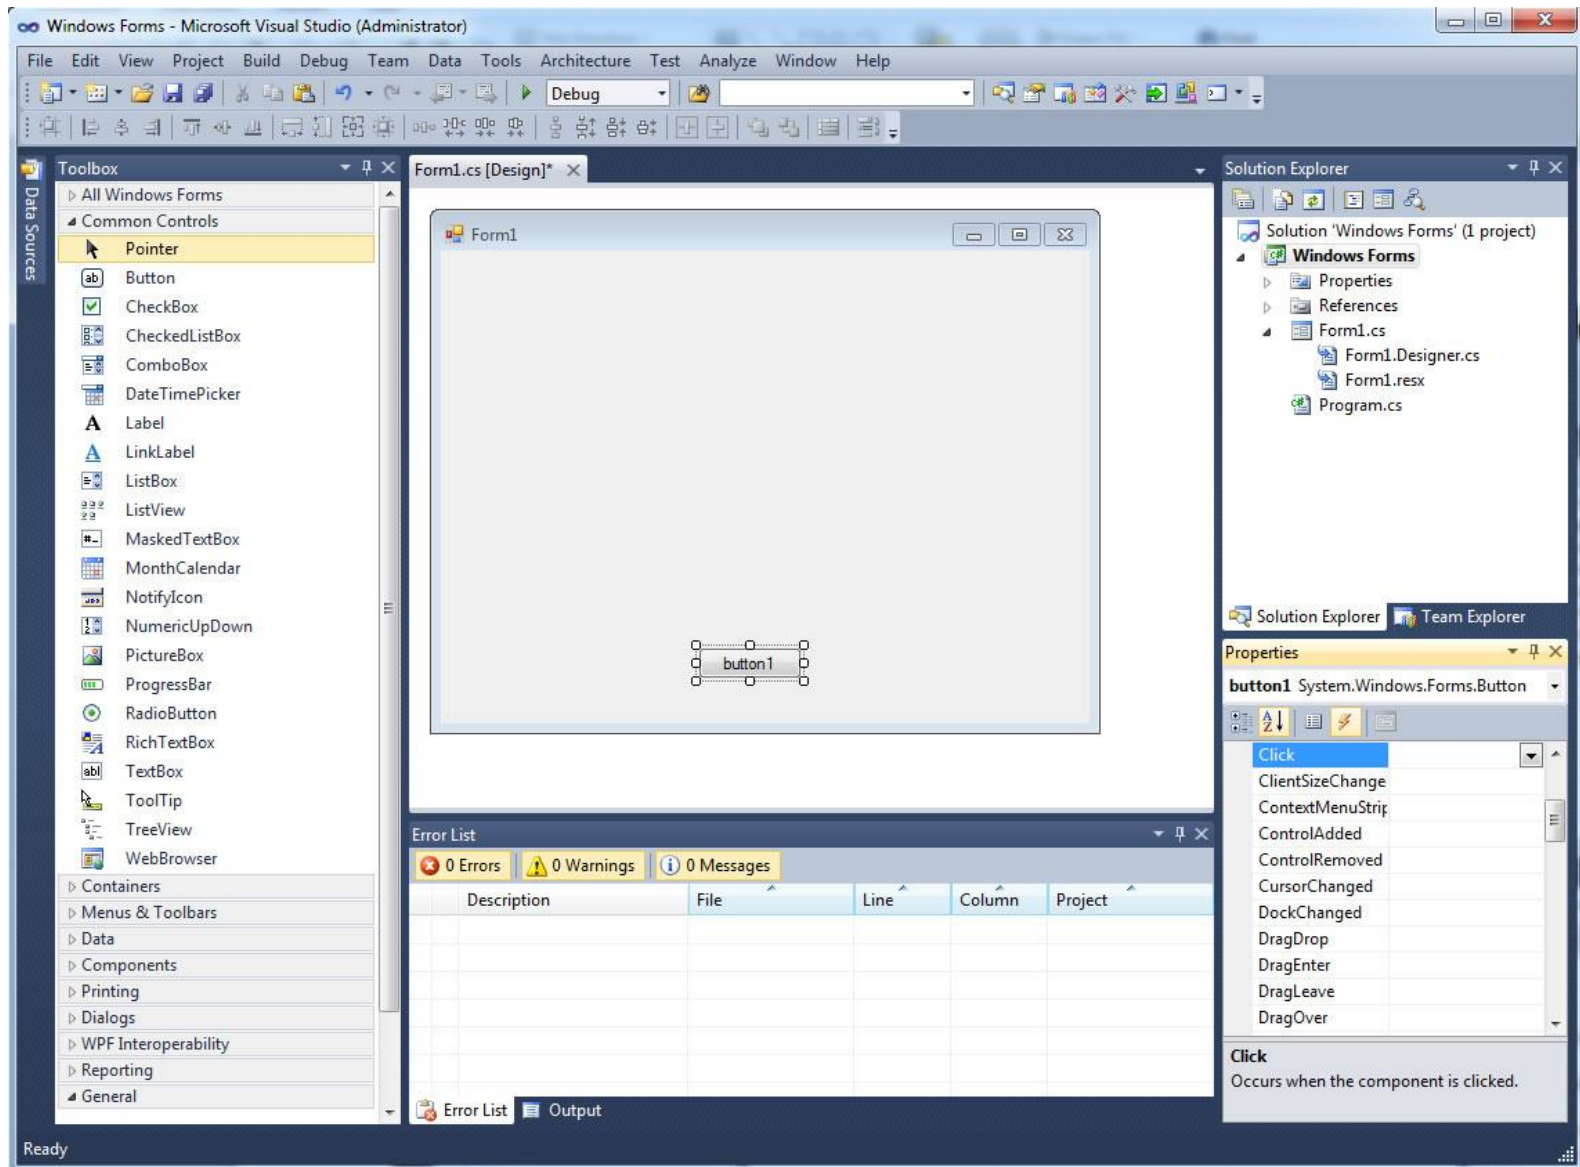 Windows Forms - Microsoft Visual Studio (Administrator)
File Edit View Project Build Debug Team Data Tools Architecture Test Analyze Window Help
Debug
Data Sources
Toolbox
All Windows Forms
Common Controls
Pointer
Button
CheckBox
CheckedListBox
ComboBox
DateTimePicker
Label
LinkLabel
ListBox
ListView
MaskedTextBox
MonthCalendar
NotifyIcon
NumericUpDown
PictureBox
ProgressBar
RadioButton
RichTextBox
TextBox
ToolTip
TreeView
WebBrowser
Containers
Menus & Toolbars
Data
Components
Printing
Dialogs
WPF Interoperability
Reporting
General
Form1.cs [Design]*
Form1
button1
Error List
0 Errors 0 Warnings 0 Messages
Description File Line Column Project
Error List Output
Solution Explorer
Solution 'Windows Forms' (1 project)
Windows Forms
Properties
References
Form1.cs
Form1.Designer.cs
Form1.resx
Program.cs
Solution Explorer Team Explorer
Properties
button1 System.Windows.Forms.Button
Click
ClientSizeChange
ContextMenuStrip
ControlAdded
ControlRemoved
CursorChanged
DockChanged
DragDrop
DragEnter
DragLeave
DragOver
Click
Occurs when the component is clicked.
Ready